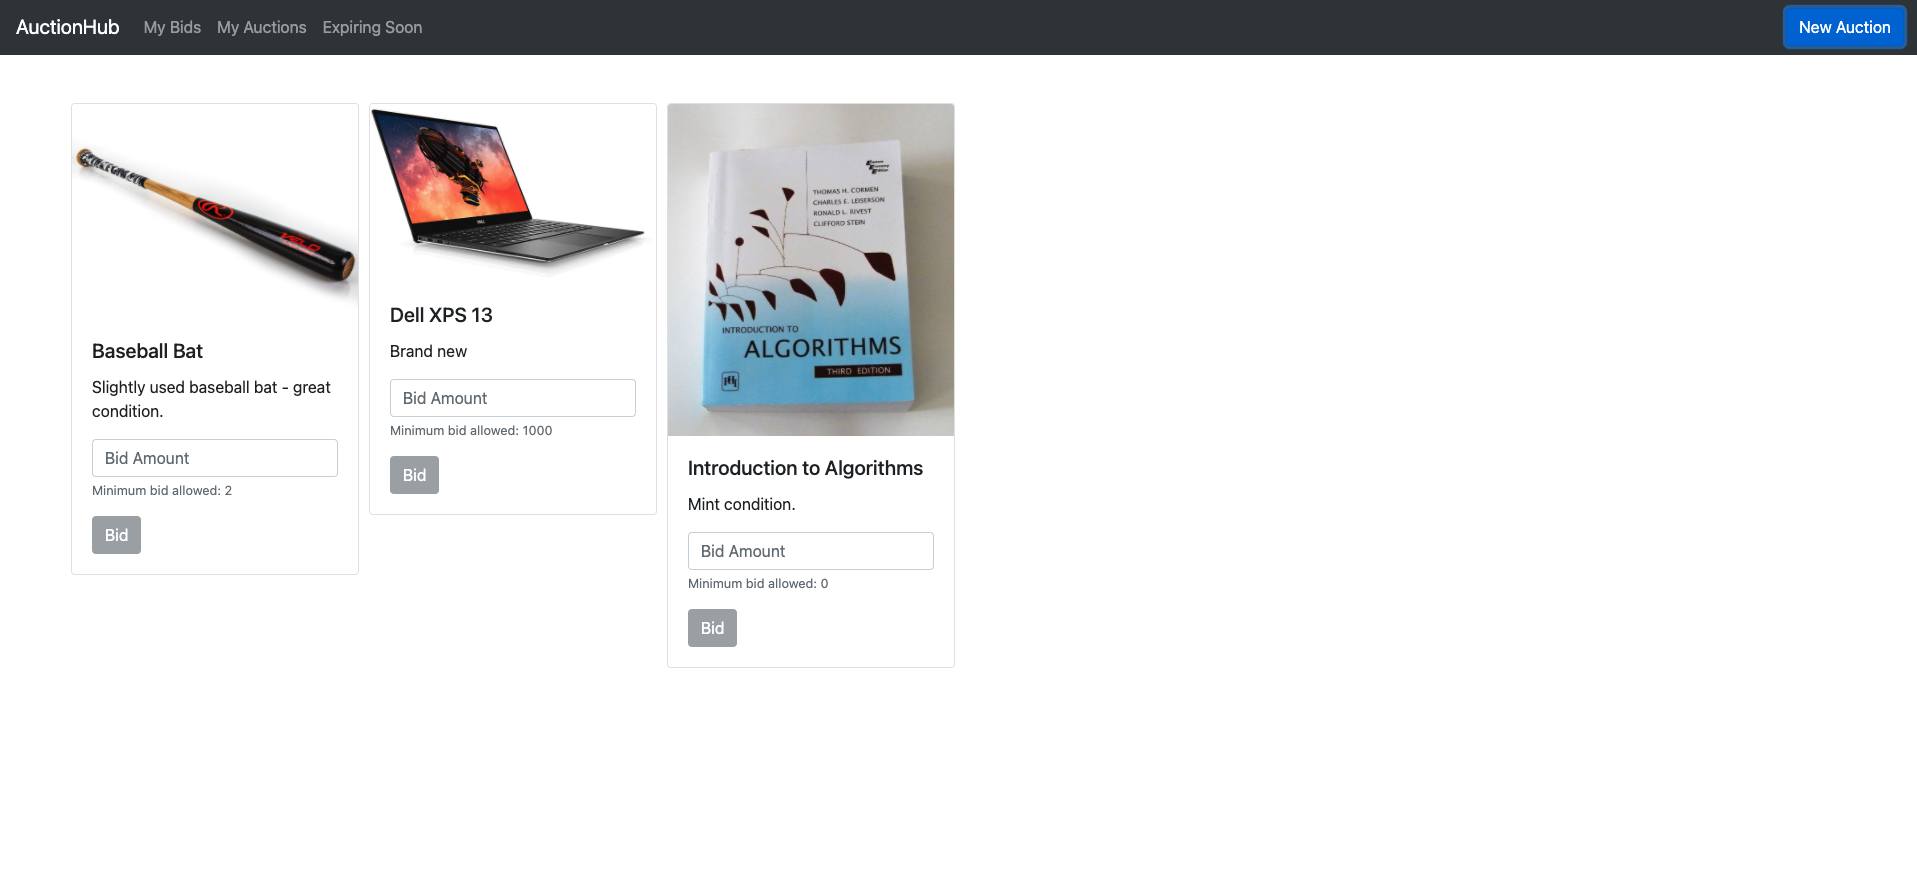 AuctionHub My Bids My Auctions Expiring Soon New Auction
VELO
Baseball Bat
Slightly used baseball bat - great
condition.
Bid Amount
Minimum bid allowed: 2
Bid
DELL
Dell XPS 13
Brand new
Bid Amount
Minimum bid allowed: 1000
Bid
THOMAS H. CORMEN
CHARLES E. LEISERSON
RONALD L. RIVEST
CLIFFORD STEIN
INTRODUCTION TO
ALGORITHMS
THIRD EDITION
Introduction to Algorithms
Mint condition.
Bid Amount
Minimum bid allowed: 0
Bid